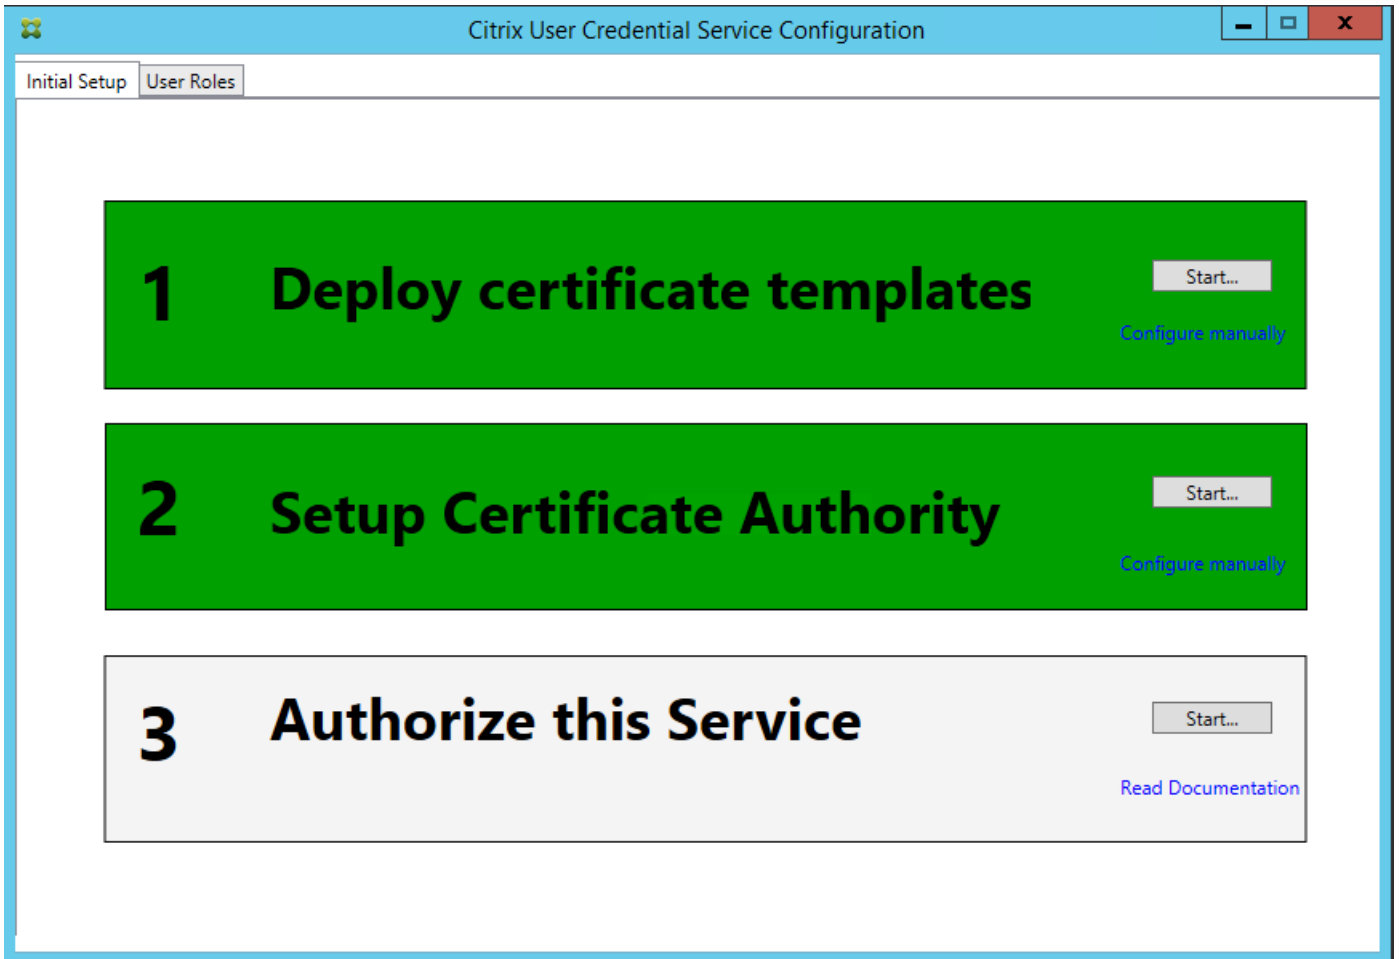 Citrix User Credential Service Configuration
X
Initial Setup
User Roles
1
Deploy certificate templates
Start...
Configure manually
2
Setup Certificate Authority
Start...
Configure manually
3
Authorize this Service
Start...
Read Documentation